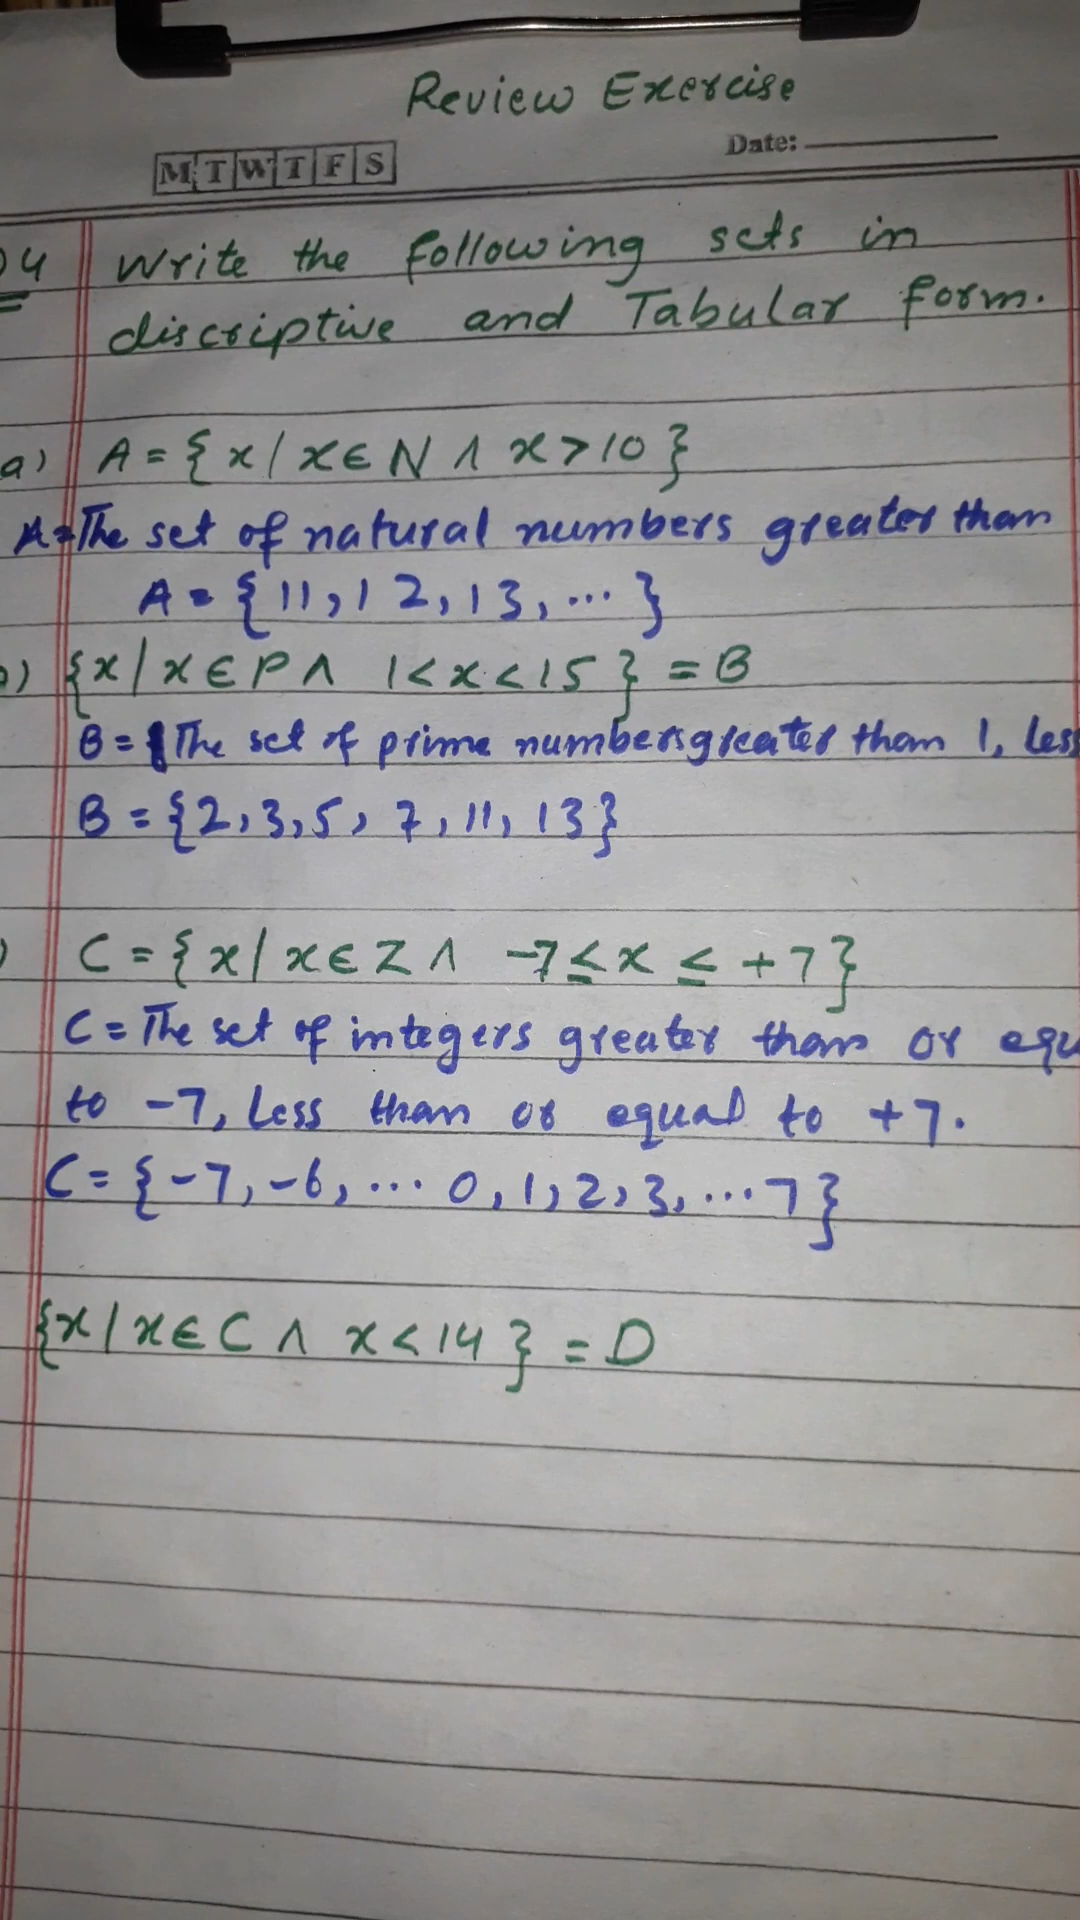 Review Exercise
M T W T F S
Date:
Q4 Write the following sets in
discriptive and Tabular form.
a) A = { x / x ∈ N ∧ x > 10 }
A = The set of natural numbers greater than
A = { 11, 12, 13, ... }
) {x / x ∈ P ∧ 1 < x < 15 } = B
B = The set of prime numbers greater than 1, Less
B = {2, 3, 5, 7, 11, 13}
) C = { x / x ∈ Z ∧ -7 ≤ x ≤ +7}
C = The set of integers greater than or equ
to -7, Less than or equal to +7.
C = { -7, -6, ... 0, 1, 2, 3, ... 7 }
{x / x ∈ C ∧ x < 14 } = D